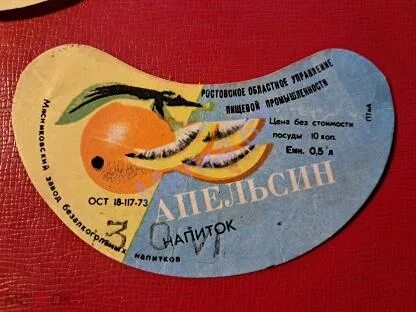 РОСТОВСКОЕ ОБЛАСТНОЕ УПРАВЛЕНИЕ
ПИЩЕВОЙ ПРОМЫШЛЕННОСТИ
Мясниковский завод безалкогольных напитков
Цена без стоимости
посуды 10 коп.
Емк. 0,5 л
ПТиА
ОСТ 18-117-73
АПЕЛЬСИН
НАПИТОК